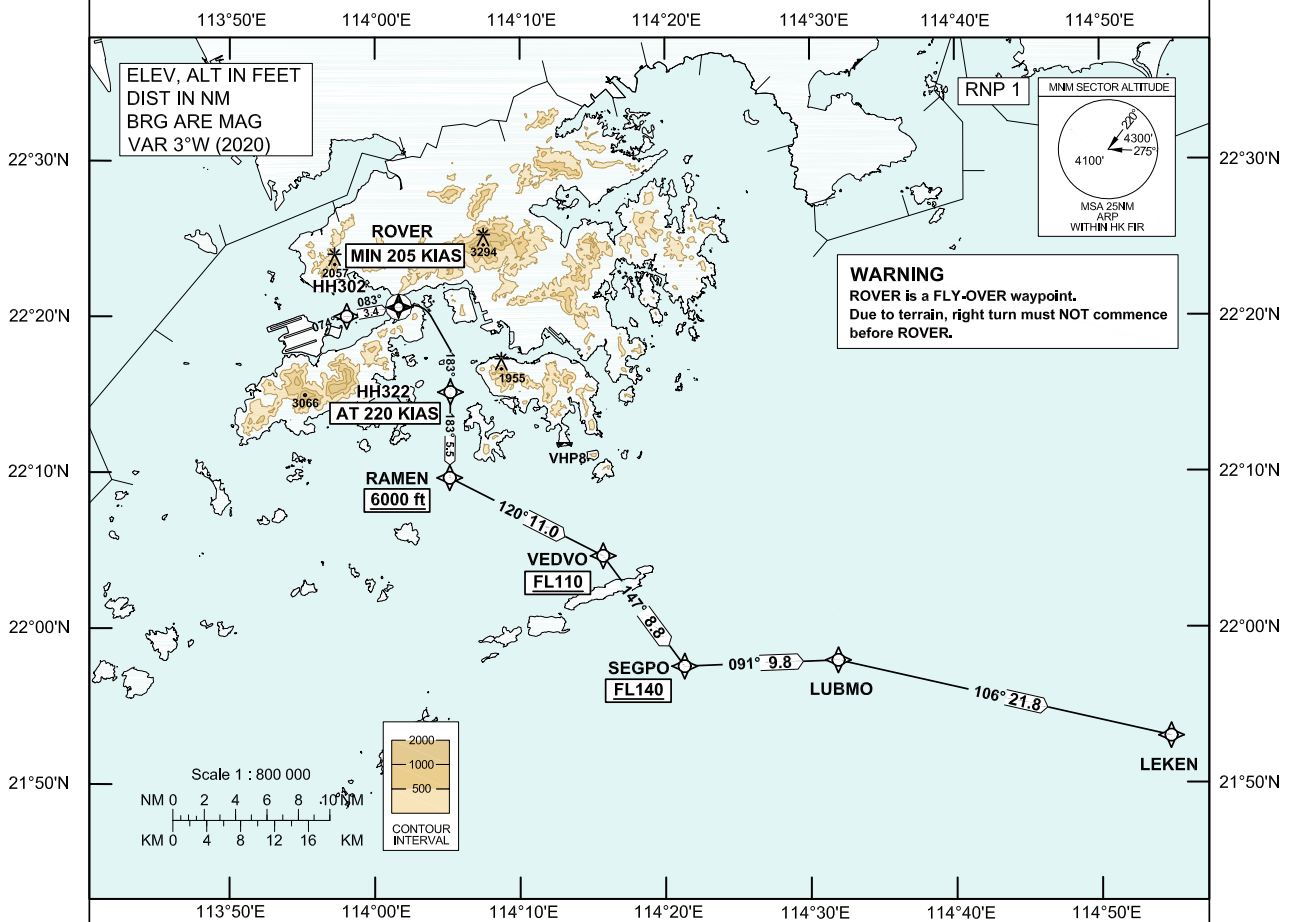 113°50'E 114°00'E 114°10'E 114°20'E 114°32'E 114°4'E 114°50'E
ELEV, ALT IN FEET
DIST IN NM
BRG ARE MAG
VAR 3°W (2020)
RNP 1
MNM SECTOR ALTITUDE
220°
4300'
275°
4100'
MSA 25NM
ARP
WITHIN HK FIR
22°30'N
22°30'N
ROVER
MIN 205 KIAS
3294
2057
HH302
083°
3.4
074°
WARNING
ROVER is a FLY-OVER waypoint.
Due to terrain, right turn must NOT commence
before ROVER.
22°20'N
22°20'N
183°
1955
3066
HH322
AT 220 KIAS
183° 5.5
VHP8
22°10'N
22°10'N
RAMEN
6000 ft
120° 11.0
VEDVO
FL110
147° 8.8
22°00'N
22°00'N
SEGPO
FL140
091° 9.8
LUBMO
106° 21.8
LEKEN
21°50'N
21°50'N
Scale 1 : 800 000
NM 0 2 4 6 8 10 NM
KM 0 4 8 12 16 KM
2000
1000
500
CONTOUR
INTERVAL
113°50'E 114°00'E 114°10'E 114°20'E 114°30'E 114°40'E 114°50'E